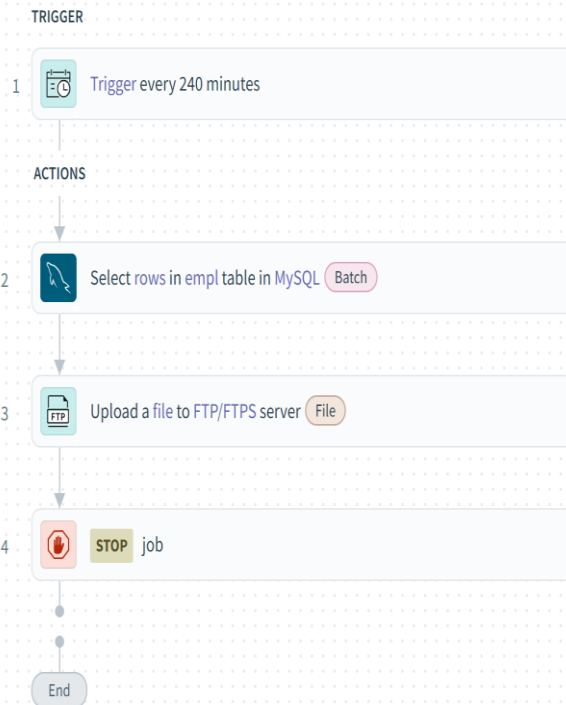 TRIGGER
1 Trigger every 240 minutes
ACTIONS
2 Select rows in empl table in MySQL Batch
3 FTP Upload a file to FTP/FTPS server File
4 STOP job
End